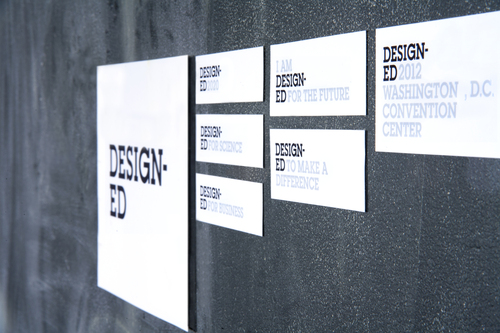 DESIGN-
ED
DESIGN-
ED 2020
DESIGN-
ED FOR SCIENCE
DESIGN-
ED FOR BUSINESS
I AM
DESIGN-
ED FOR THE FUTURE
DESIGN-
ED TO MAKE A
DIFFERENCE
DESIGN-
ED 2012
WASHINGTON , D.C.
CONVENTION
CENTER